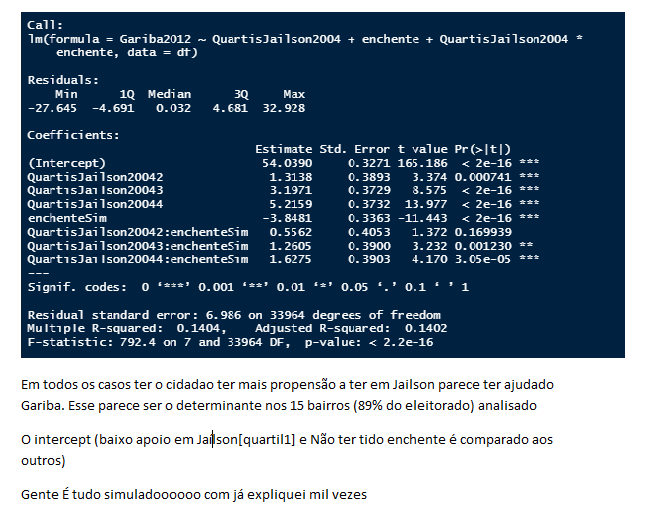 Call:
lm(formula = Gariba2012 ~ QuartisJailson2004 + enchente + QuartisJailson2004 *
    enchente, data = df)
Residuals:
    Min      1Q  Median      3Q     Max
-27.645  -4.691   0.032   4.681  32.928
Coefficients:
                               Estimate Std. Error t value Pr(>|t|)
(Intercept)                     54.0390     0.3271 165.186  < 2e-16 ***
QuartisJailson20042              1.3138     0.3893   3.374 0.000741 ***
QuartisJailson20043              3.1971     0.3729   8.575  < 2e-16 ***
QuartisJailson20044              5.2159     0.3732  13.977  < 2e-16 ***
enchenteSim                     -3.8481     0.3363 -11.443  < 2e-16 ***
QuartisJailson20042:enchenteSim  0.5562     0.4053   1.372 0.169939
QuartisJailson20043:enchenteSim  1.2605     0.3900   3.232 0.001230 **
QuartisJailson20044:enchenteSim  1.6275     0.3903   4.170 3.05e-05 ***
---
Signif. codes:  0 ‘***’ 0.001 ‘**’ 0.01 ‘*’ 0.05 ‘.’ 0.1 ‘ ’ 1
Residual standard error: 6.986 on 33964 degrees of freedom
Multiple R-squared:  0.1404,    Adjusted R-squared:  0.1402
F-statistic: 792.4 on 7 and 33964 DF,  p-value: < 2.2e-16
Em todos os casos ter o cidadao ter mais propensão a ter em Jailson parece ter ajudado
Gariba. Esse parece ser o determinante nos 15 bairros (89% do eleitorado) analisado
O intercept (baixo apoio em Jailson[quartil1] e Não ter tido enchente é comparado aos
outros)
Gente É tudo simuladoooooo com já expliquei mil vezes